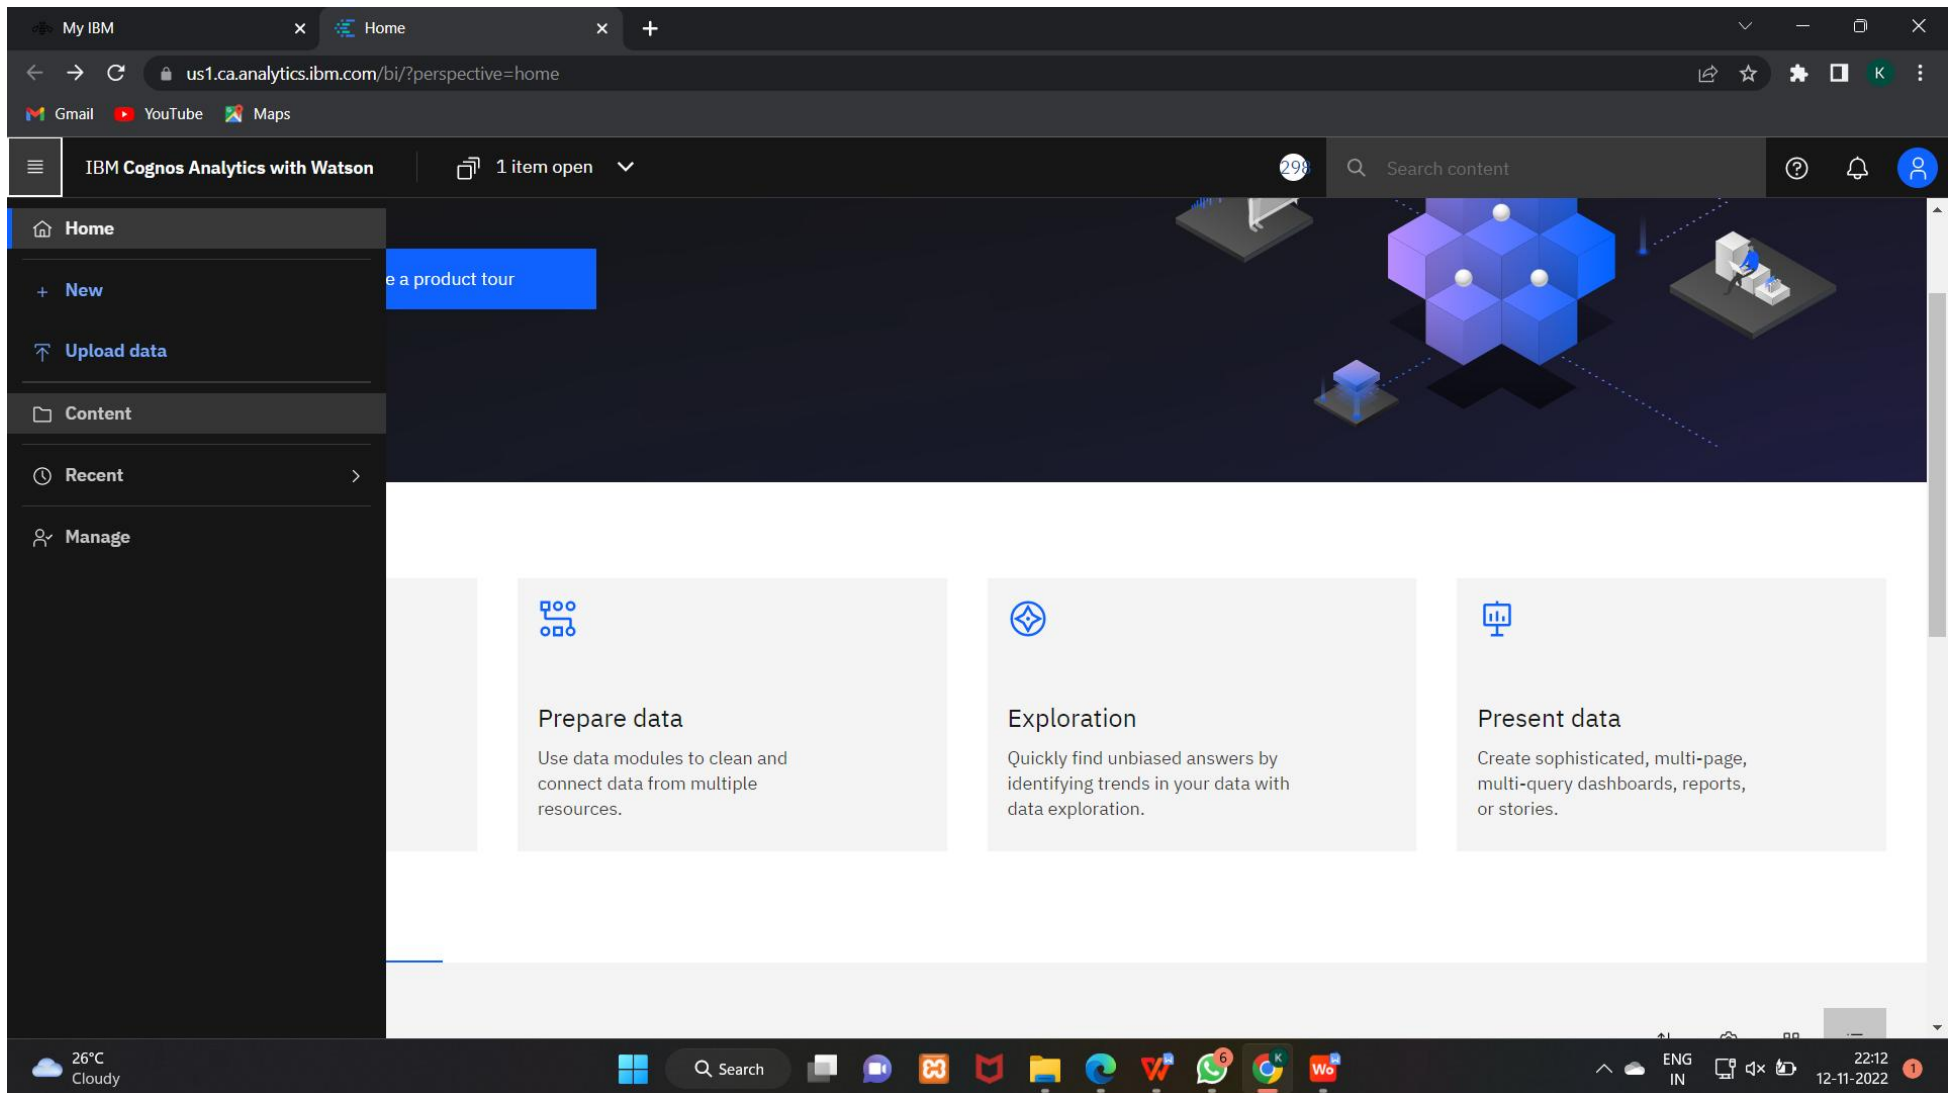 My IBM
Home
us1.ca.analytics.ibm.com/bi/?perspective=home
K
Gmail
YouTube
Maps
IBM Cognos Analytics with Watson
1 item open
298
Search content
Home
New
Upload data
Content
Recent
Manage
e a product tour
Prepare data
Use data modules to clean and
connect data from multiple
resources.
Exploration
Quickly find unbiased answers by
identifying trends in your data with
data exploration.
Present data
Create sophisticated, multi-page,
multi-query dashboards, reports,
or stories.
26°C
Cloudy
Search
6
K
Wo
ENG
IN
22:12
12-11-2022
1